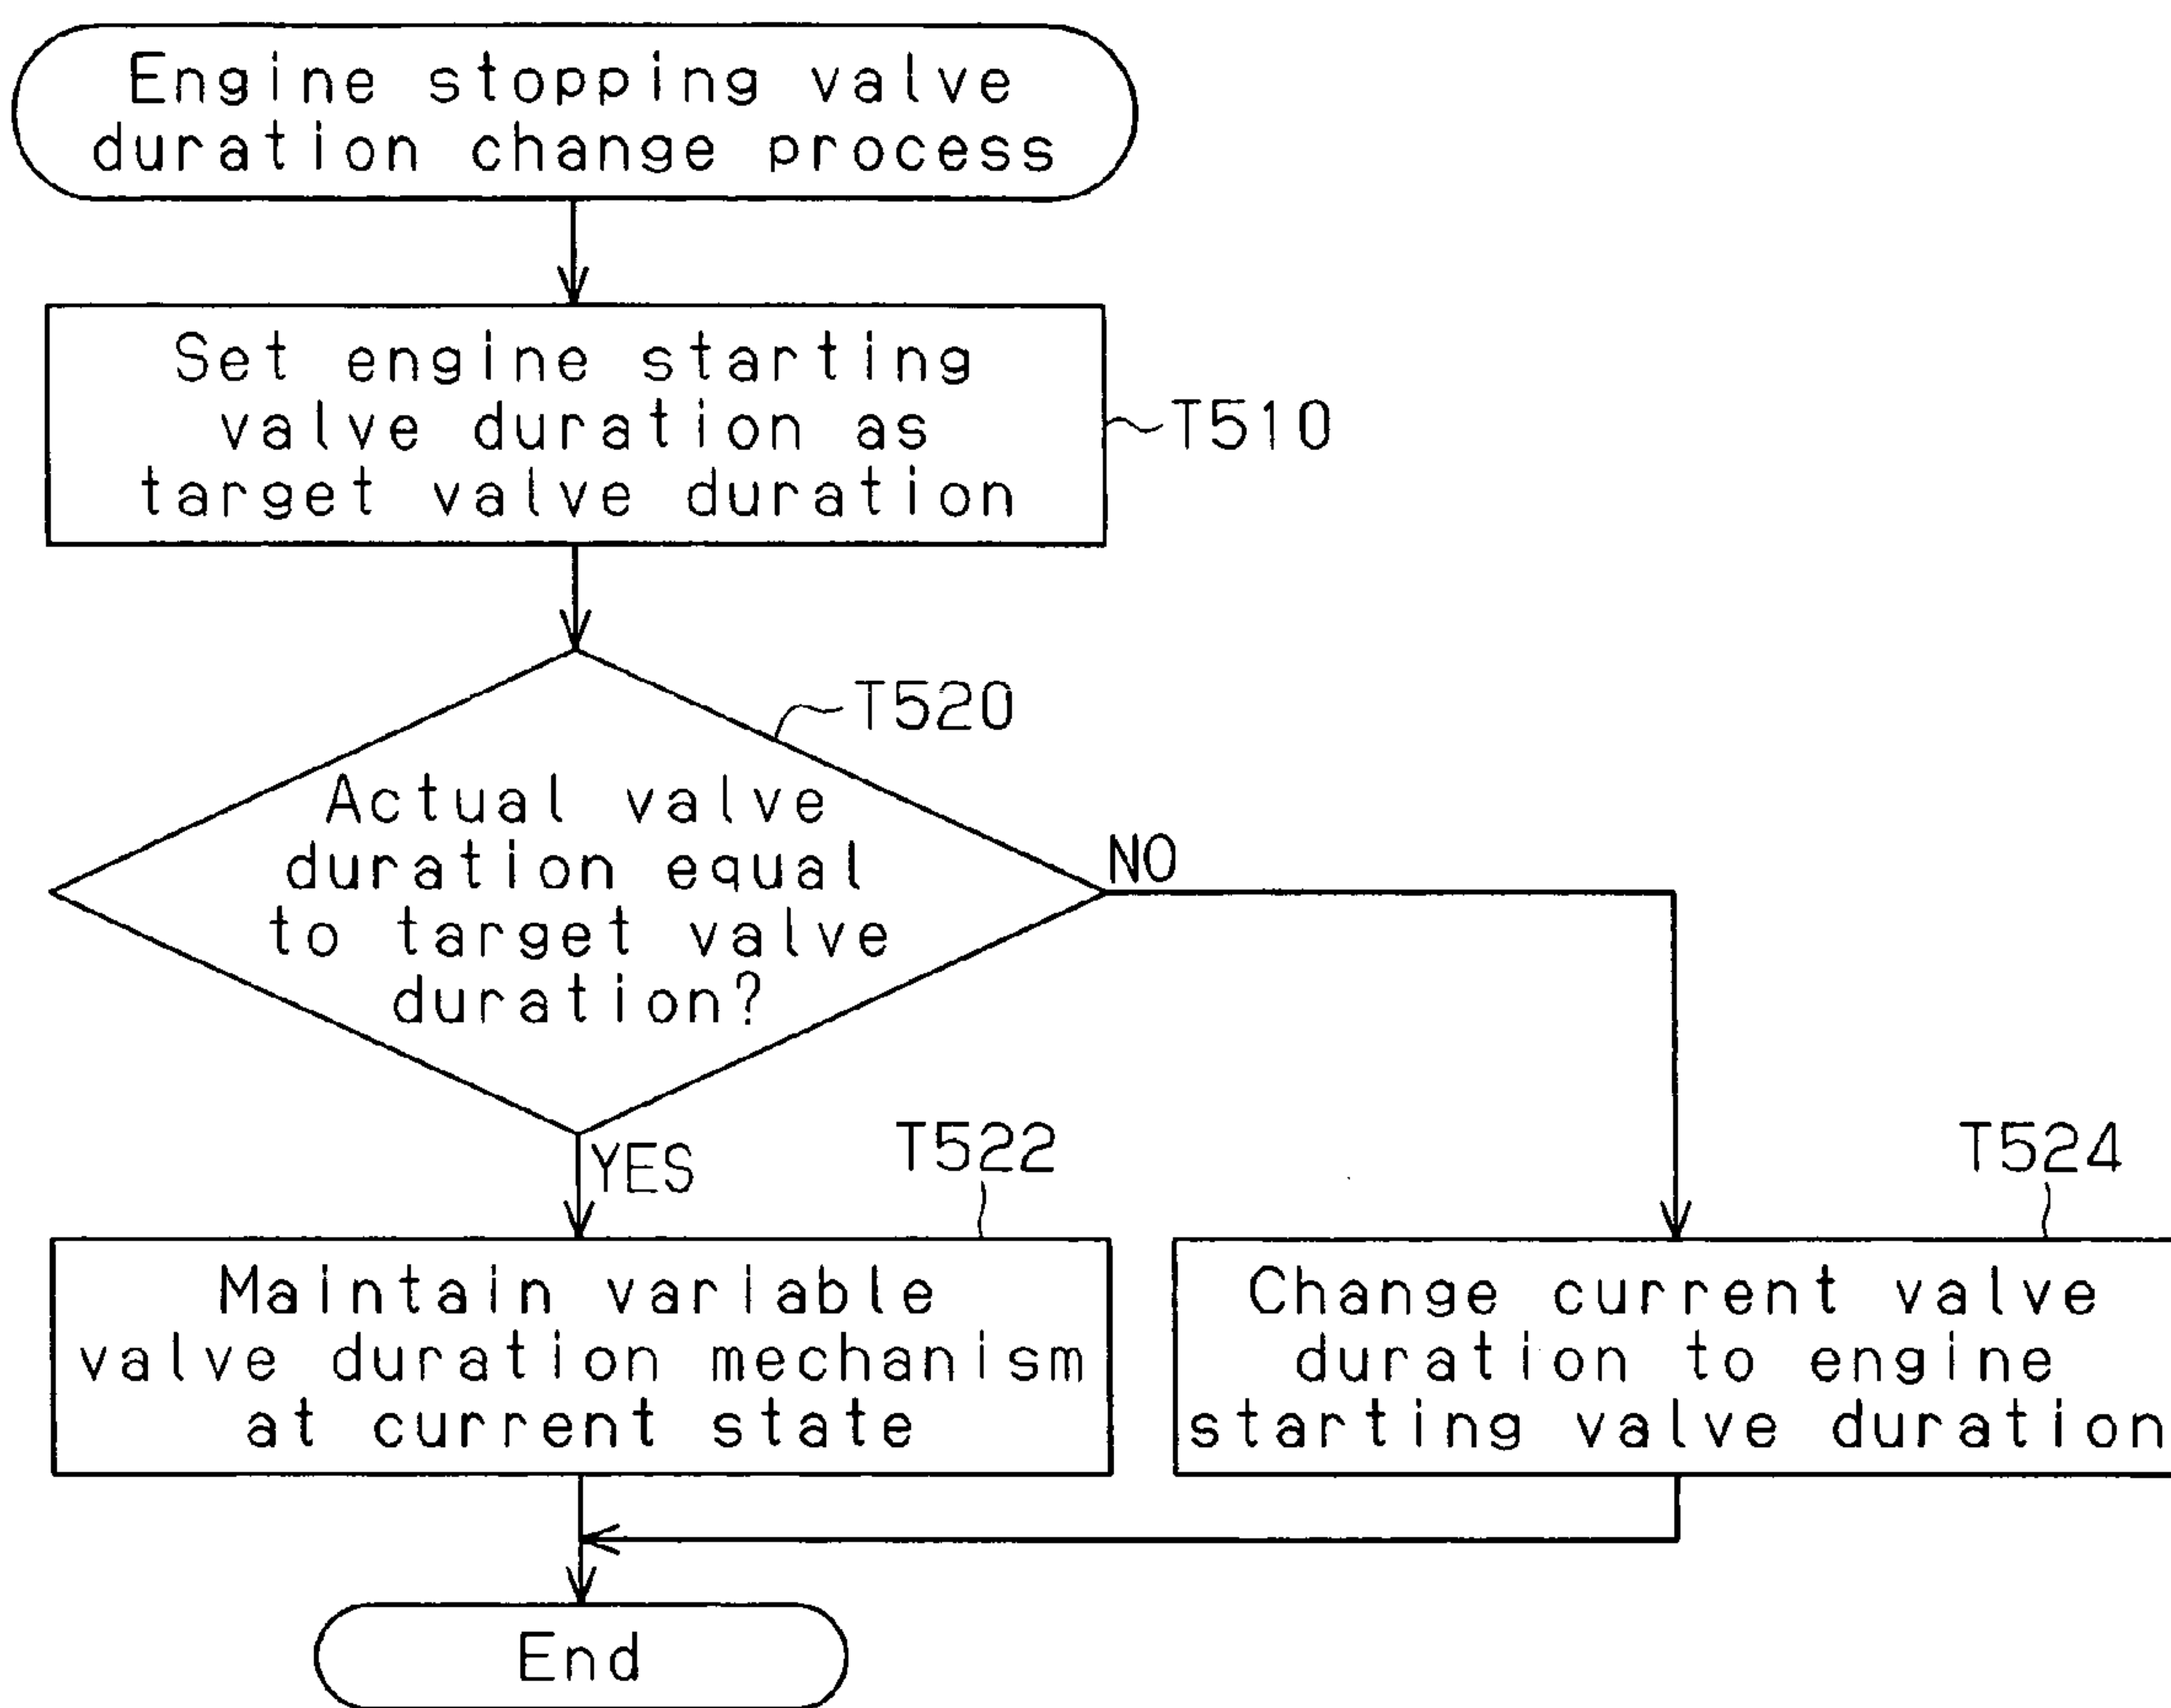 Engine stopping valve
duration change process
Set engine starting
valve duration as
target valve duration
T510
T520
Actual valve
duration equal
to target valve
duration?
NO
YES
T522
T524
Maintain variable
valve duration mechanism
at current state
Change current valve
duration to engine
starting valve duration
End